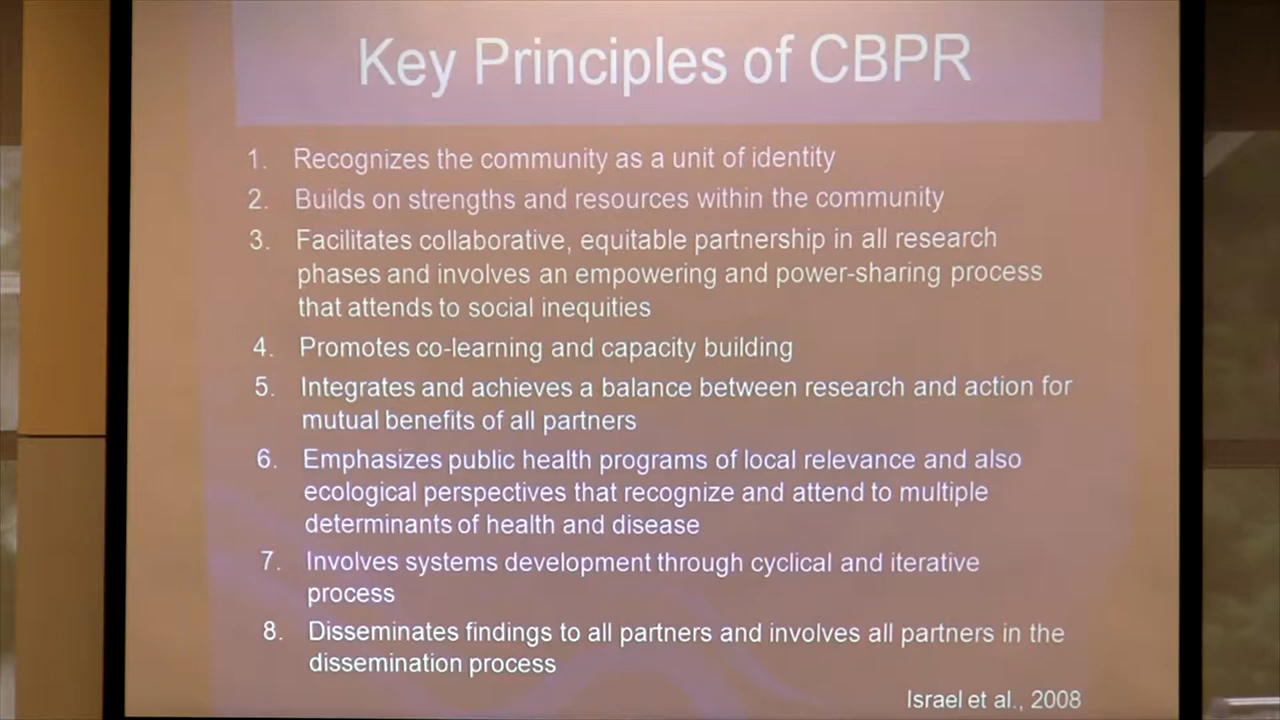 Key Principles of CBPR
1. Recognizes the community as a unit of identity
2. Builds on strengths and resources within the community
3. Facilitates collaborative, equitable partnership in all research
phases and involves an empowering and power-sharing process
that attends to social inequities
4. Promotes co-learning and capacity building
5. Integrates and achieves a balance between research and action for
mutual benefits of all partners
6. Emphasizes public health programs of local relevance and also
ecological perspectives that recognize and attend to multiple
determinants of health and disease
7. Involves systems development through cyclical and iterative
process
8. Disseminates findings to all partners and involves all partners in the
dissemination process
Israel et al., 2008